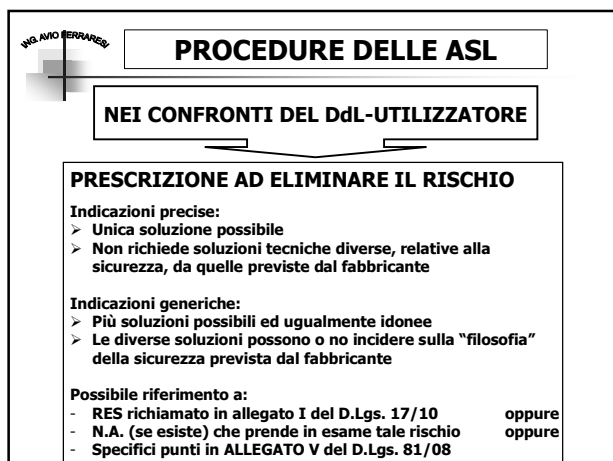 ING. AVIO FERRARESI
PROCEDURE DELLE ASL
NEI CONFRONTI DEL DdL-UTILIZZATORE
PRESCRIZIONE AD ELIMINARE IL RISCHIO
Indicazioni precise:
➢ Unica soluzione possibile
➢ Non richiede soluzioni tecniche diverse, relative alla
sicurezza, da quelle previste dal fabbricante
Indicazioni generiche:
➢ Più soluzioni possibili ed ugualmente idonee
➢ Le diverse soluzioni possono o no incidere sulla “filosofia”
della sicurezza prevista dal fabbricante
Possibile riferimento a:
- RES richiamato in allegato I del D.Lgs. 17/10 oppure
- N.A. (se esiste) che prende in esame tale rischio oppure
- Specifici punti in ALLEGATO V del D.Lgs. 81/08